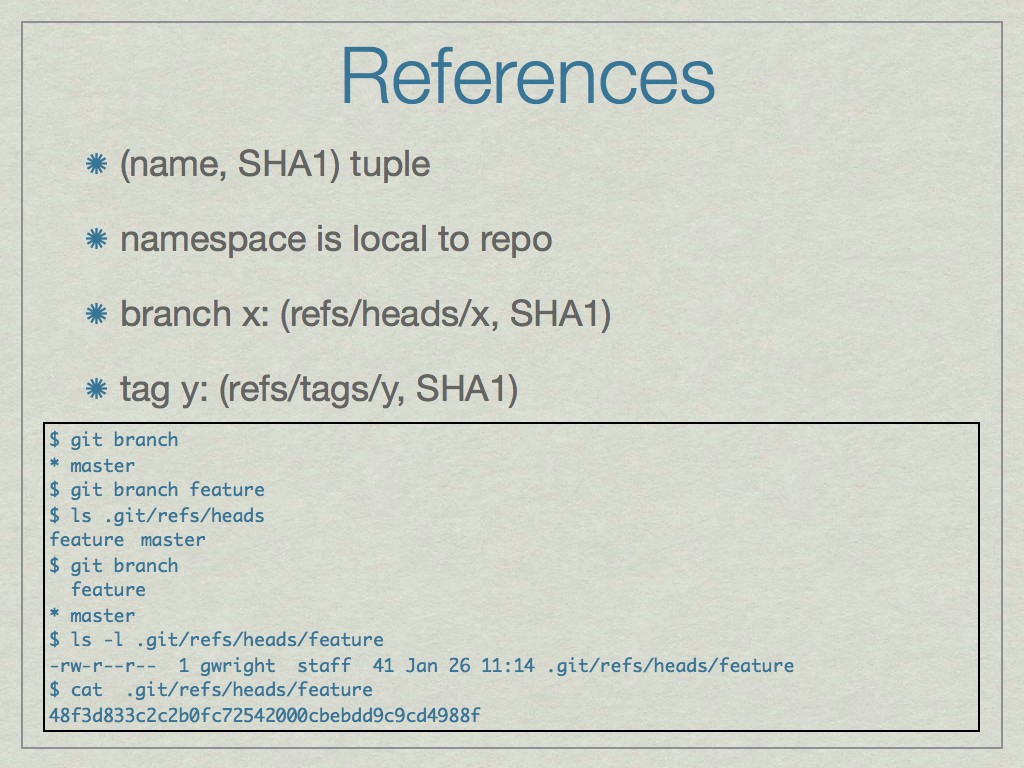 References
(name, SHA1) tuple
namespace is local to repo
branch x: (refs/heads/x, SHA1)
tag y: (refs/tags/y, SHA1)
$ git branch
* master
$ git branch feature
$ ls .git/refs/heads
feature master
$ git branch
feature
* master
$ ls -l .git/refs/heads/feature
-rw-r--r-- 1 gwright staff 41 Jan 26 11:14 .git/refs/heads/feature
$ cat .git/refs/heads/feature
48f3d833c2c2b0fc72542000cbebdd9c9cd4988f